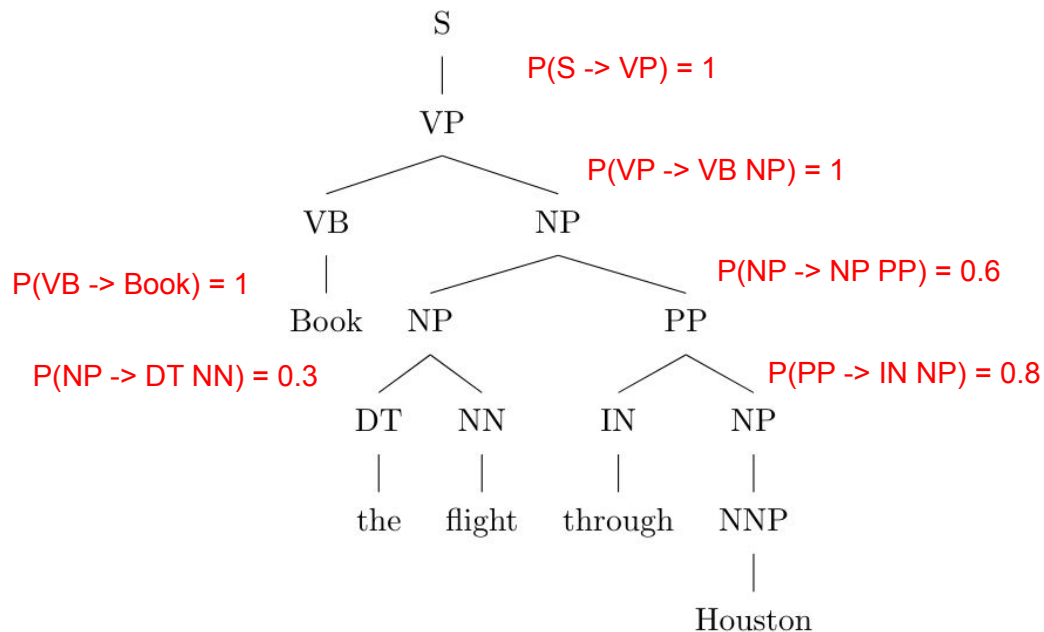 S
P(S -> VP) = 1
VP
P(VP -> VB NP) = 1
VB NP
P(VB -> Book) = 1
P(NP -> NP PP) = 0.6
Book NP PP
P(NP -> DT NN) = 0.3
P(PP -> IN NP) = 0.8
DT NN IN NP
the flight through NNP
Houston